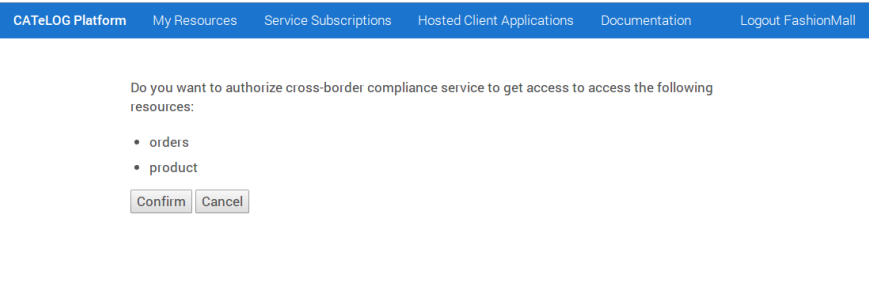 CATeLOG Platform My Resources Service Subscriptions Hosted Client Applications Documentation Logout FashionMall
Do you want to authorize cross-border compliance service to get access to access the following
resources:
orders
product
Confirm Cancel